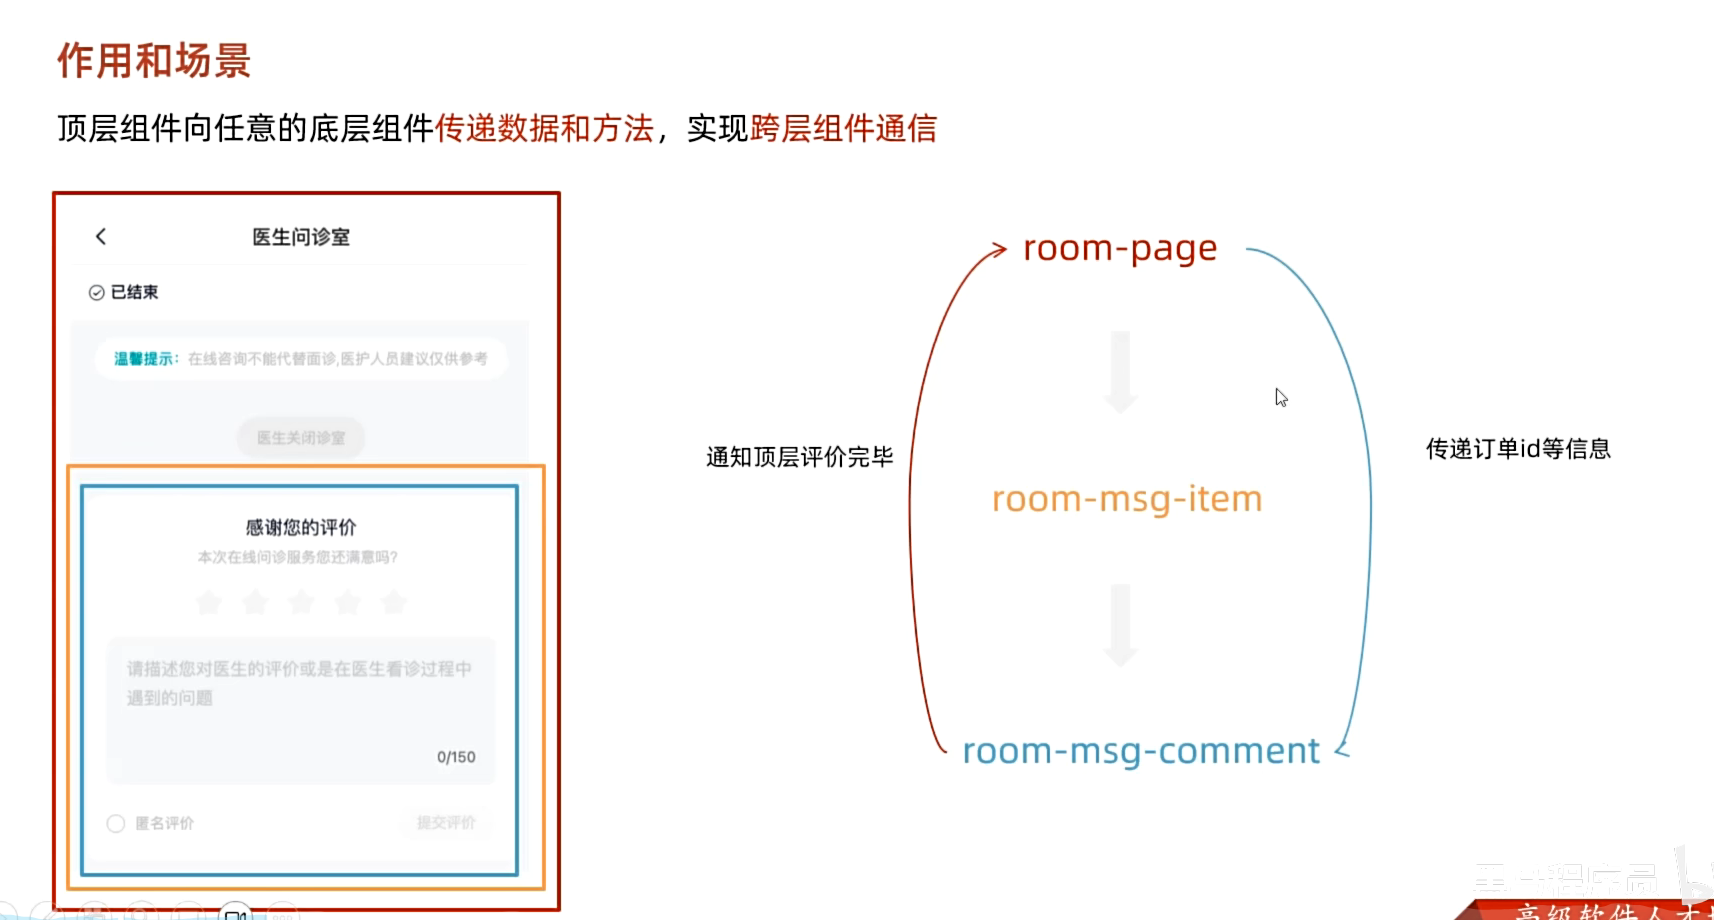 作用和场景
顶层组件向任意的底层组件传递数据和方法，实现跨层组件通信
医生问诊室
已结束
温馨提示：在线咨询不能代替面诊,医护人员建议仅供参考
医生关闭诊室
感谢您的评价
本次在线问诊服务您还满意吗?
请描述您对医生的评价或是在医生看诊过程中
遇到的问题
0/150
匿名评价
提交评价
room-page
通知顶层评价完毕
传递订单id等信息
room-msg-item
room-msg-comment
程序员
高级软件人才